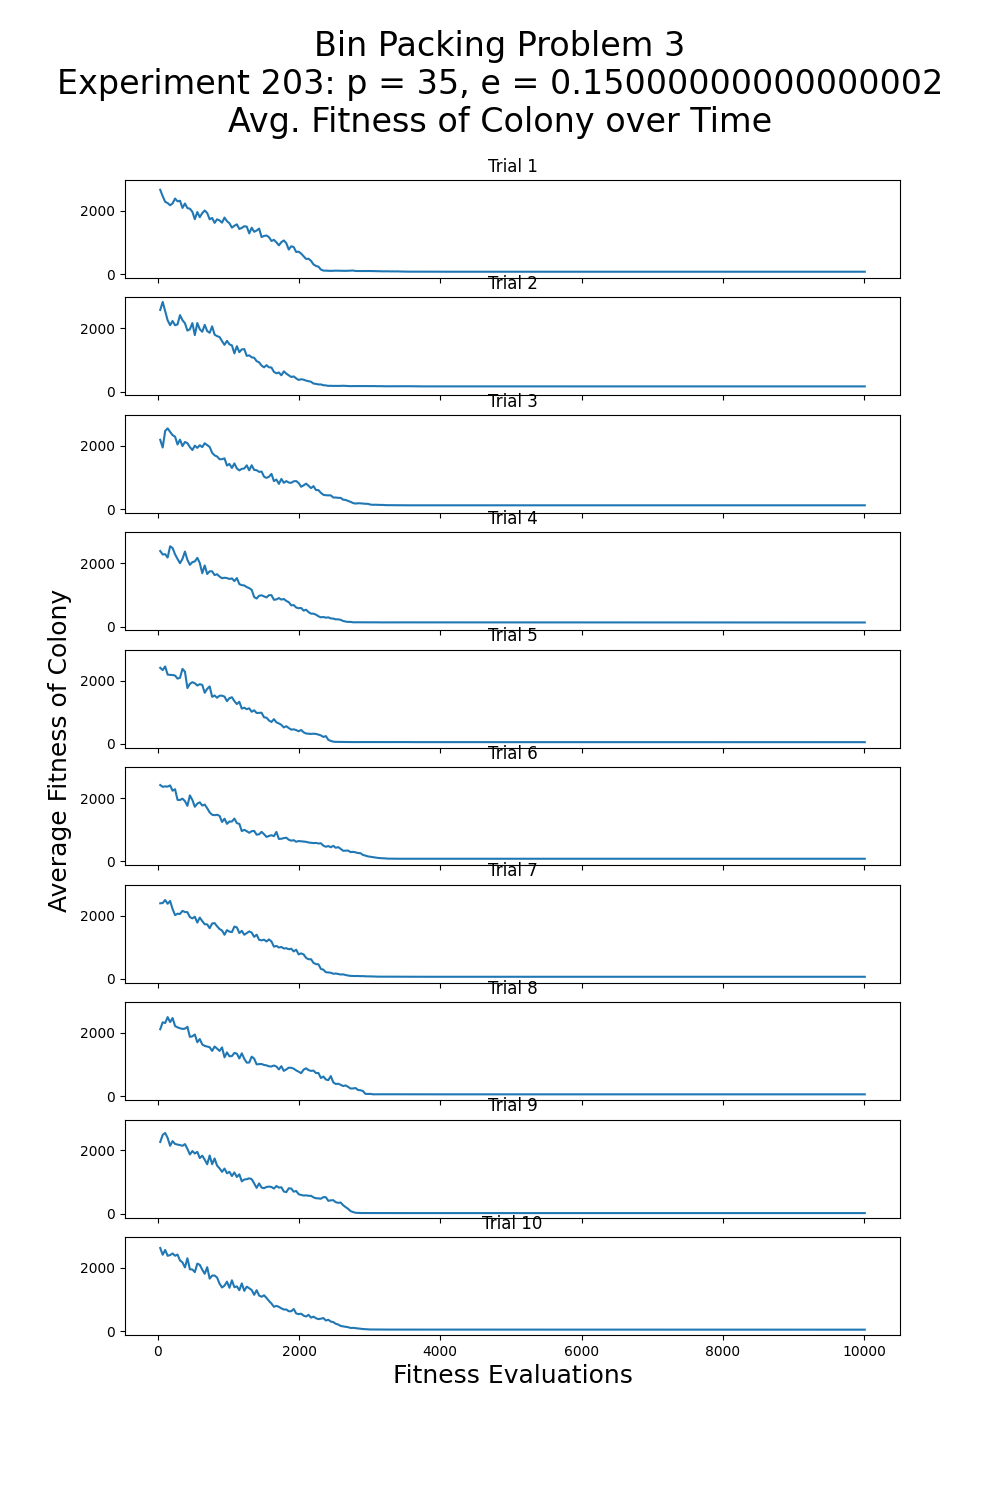 Bin Packing Problem 3
Experiment 203: p = 35, e = 0.15000000000000002
Avg. Fitness of Colony over Time
Trial 1
2000
0
Trial 2
2000
0
Trial 3
2000
0
Trial 4
2000
0
Trial 5
2000
0
Trial 6
2000
0
Trial 7
2000
0
Trial 8
2000
0
Trial 9
2000
0
Trial 10
2000
0
0 2000 4000 6000 8000 10000
Fitness Evaluations
Average Fitness of Colony